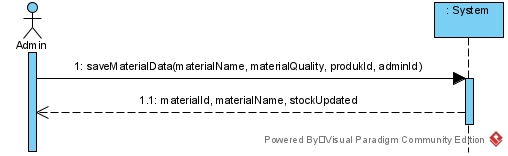 : System
Admin
1: saveMaterialData(materialName, materialQuality, produkId, adminId)
1.1: materialId, materialName, stockUpdated
Powered By Visual Paradigm Community Edition